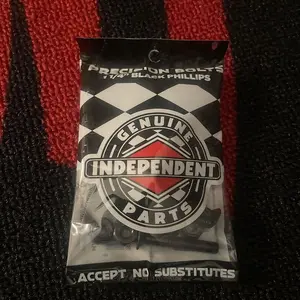 PRECISION BOLTS
1 1/4" BLACK PHILLIPS
GENUINE
INDEPENDENT
PARTS
ACCEPT NO SUBSTITUTES